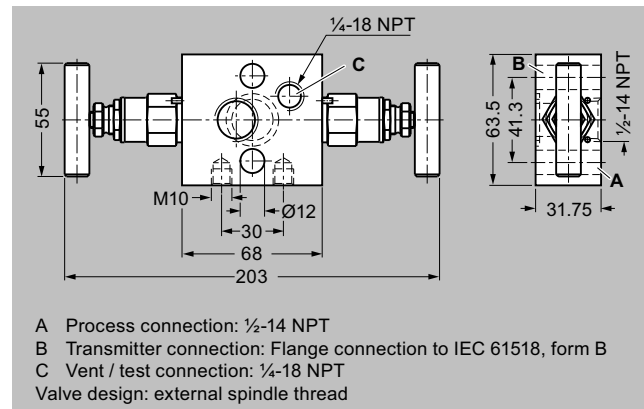 ¼-18 NPT
C
55
M10
Ø12
30
68
203
B
A
63.5
41.3
½-14 NPT
31.75
A Process connection: ½-14 NPT
B Transmitter connection: Flange connection to IEC 61518, form B
C Vent / test connection: ¼-18 NPT
Valve design: external spindle thread